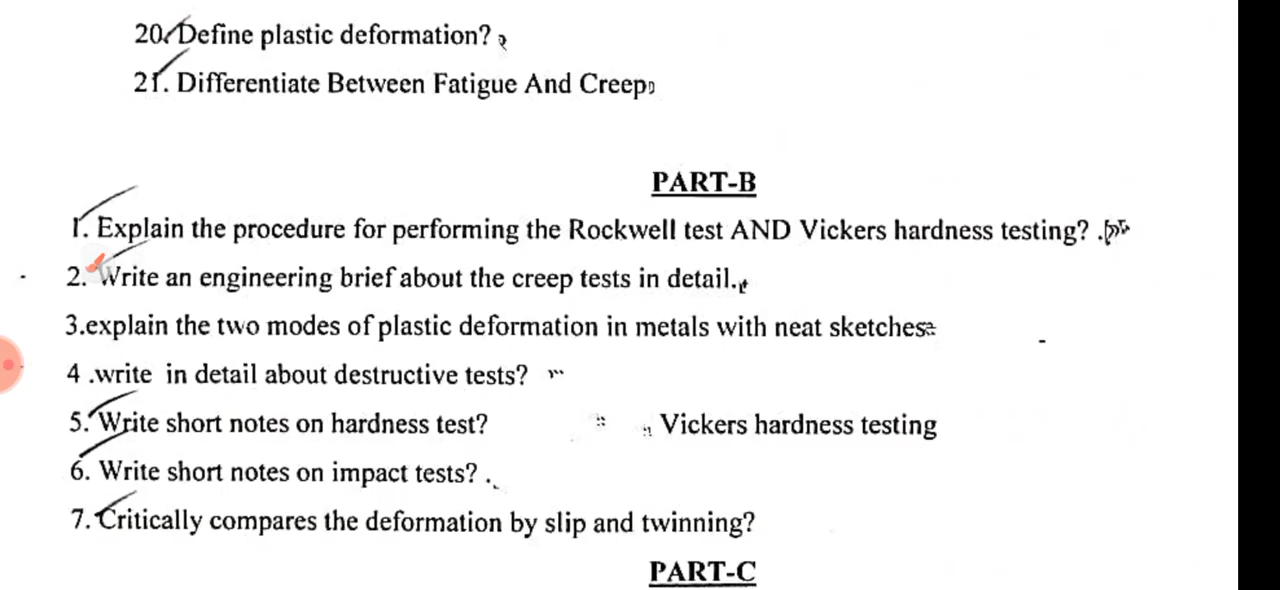 20. Define plastic deformation?
21. Differentiate Between Fatigue And Creep
PART-B
1. Explain the procedure for performing the Rockwell test AND Vickers hardness testing? .
2. Write an engineering brief about the creep tests in detail.
3.explain the two modes of plastic deformation in metals with neat sketches
4 .write in detail about destructive tests?
5. Write short notes on hardness test? Vickers hardness testing
6. Write short notes on impact tests? .
7. Critically compares the deformation by slip and twinning?
PART-C